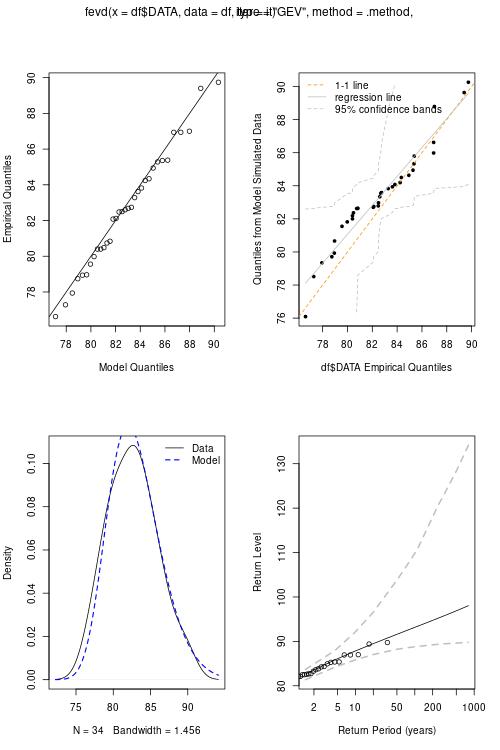 fevd(x = df$DATA, data = df, type = "GEV", method = .method,
90
88
86
84
82
80
78
Empirical Quantiles
78 80 82 84 86 88 90
Model Quantiles
1-1 line
regression line
95% confidence bands
90
88
86
84
82
80
78
76
Quantiles from Model Simulated Data
78 80 82 84 86 88 90
df$DATA Empirical Quantiles
Data
Model
0.10
0.08
0.06
0.04
0.02
0.00
Density
75 80 85 90
N = 34 Bandwidth = 1.456
130
120
110
100
90
80
Return Level
2 5 10 50 200 1000
Return Period (years)